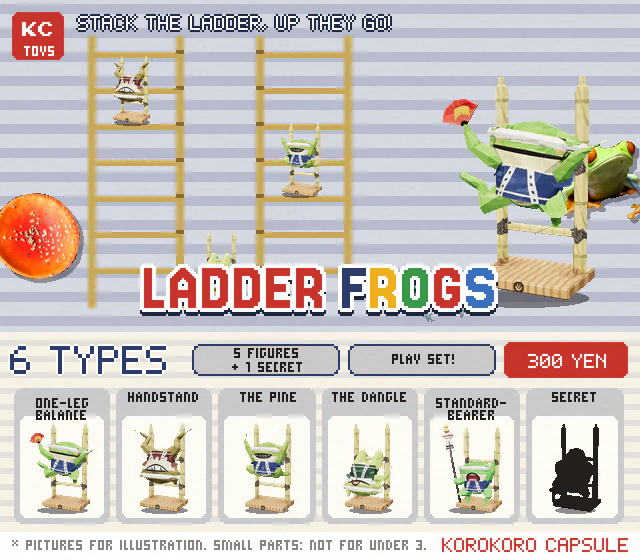 KC
TOYS
STACK THE LADDER, UP THEY GO!
LADDER FROGS
6 TYPES
5 FIGURES
+ 1 SECRET
PLAY SET!
300 YEN
ONE-LEG
BALANCE
HANDSTAND
THE PINE
THE DANGLE
STANDARD-
BEARER
SECRET
* PICTURES FOR ILLUSTRATION. SMALL PARTS: NOT FOR UNDER 3.
KOROKORO CAPSULE